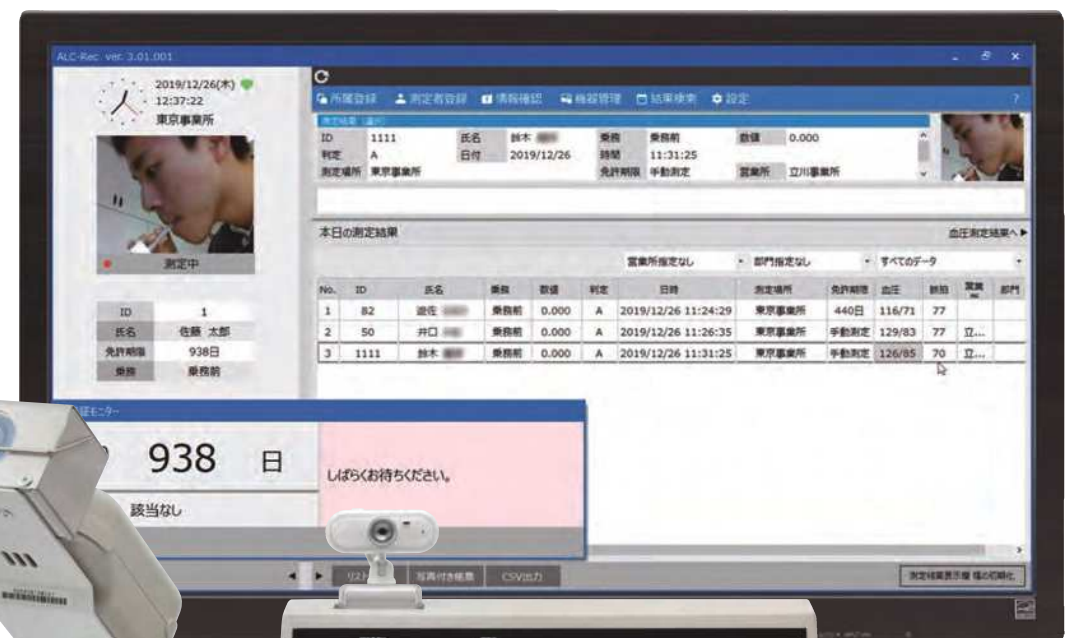 ALC-Rec ver. 3.01.001
2019/12/26(木)
12:37:22
東京事業所
測定中
ID 1
氏名 佐藤 太郎
免許期限 938日
乗務 乗務前
所属登録 測定者登録 情報確認 機器管理 結果検索 設定 ?
ID 1111 氏名 鈴木 乗務 乗務前 数値 0.000
判定 A 日付 2019/12/26 時間 11:31:25
測定場所 東京事業所 免許期限 手動測定 営業所 立川事業所
本日の測定結果 血圧測定結果へ
営業所指定なし 部門指定なし すべてのデータ
No. ID 氏名 乗務 数値 判定 日時 測定場所 免許期限 血圧 脈拍 営業所 部門
1 82 遊佐 乗務前 0.000 A 2019/12/26 11:24:29 東京事業所 440日 116/71 77
2 50 井口 乗務前 0.000 A 2019/12/26 11:26:35 東京事業所 手動測定 129/83 77 立...
3 1111 鈴木 乗務前 0.000 A 2019/12/26 11:31:25 東京事業所 手動測定 126/85 70 立...
証モニター
938 日
しばらくお待ちください。
該当なし
写真付き帳票 CSV出力